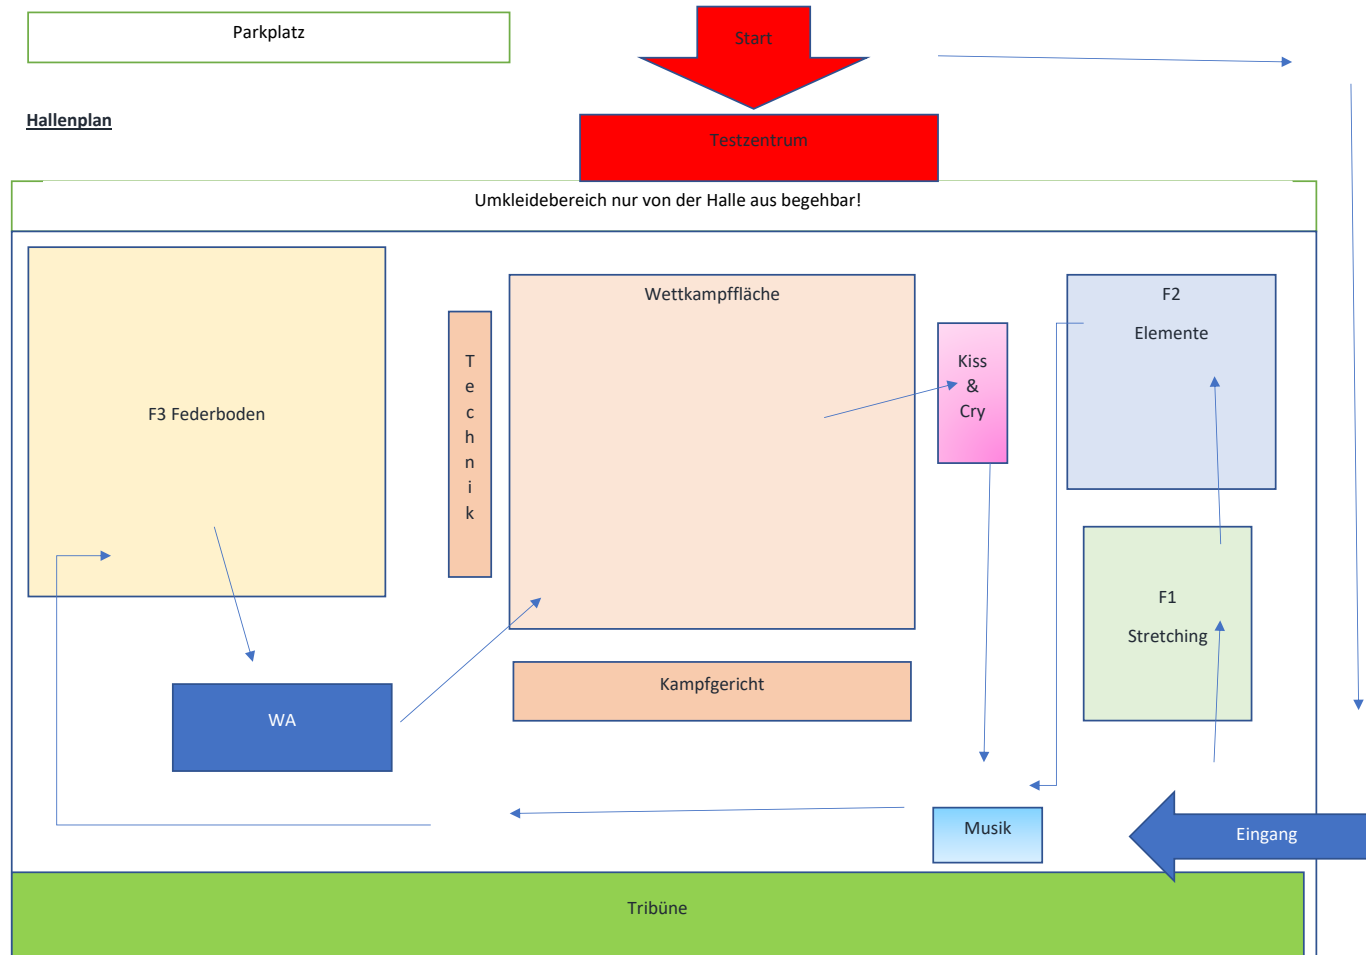 Parkplatz
Start
Hallenplan
Testzentrum
Umkleidebereich nur von der Halle aus begehbar!
F3 Federboden
T
e
c
h
n
i
k
Wettkampffläche
Kiss
&
Cry
F2
Elemente
F1
Stretching
WA
Kampfgericht
Musik
Eingang
Tribüne